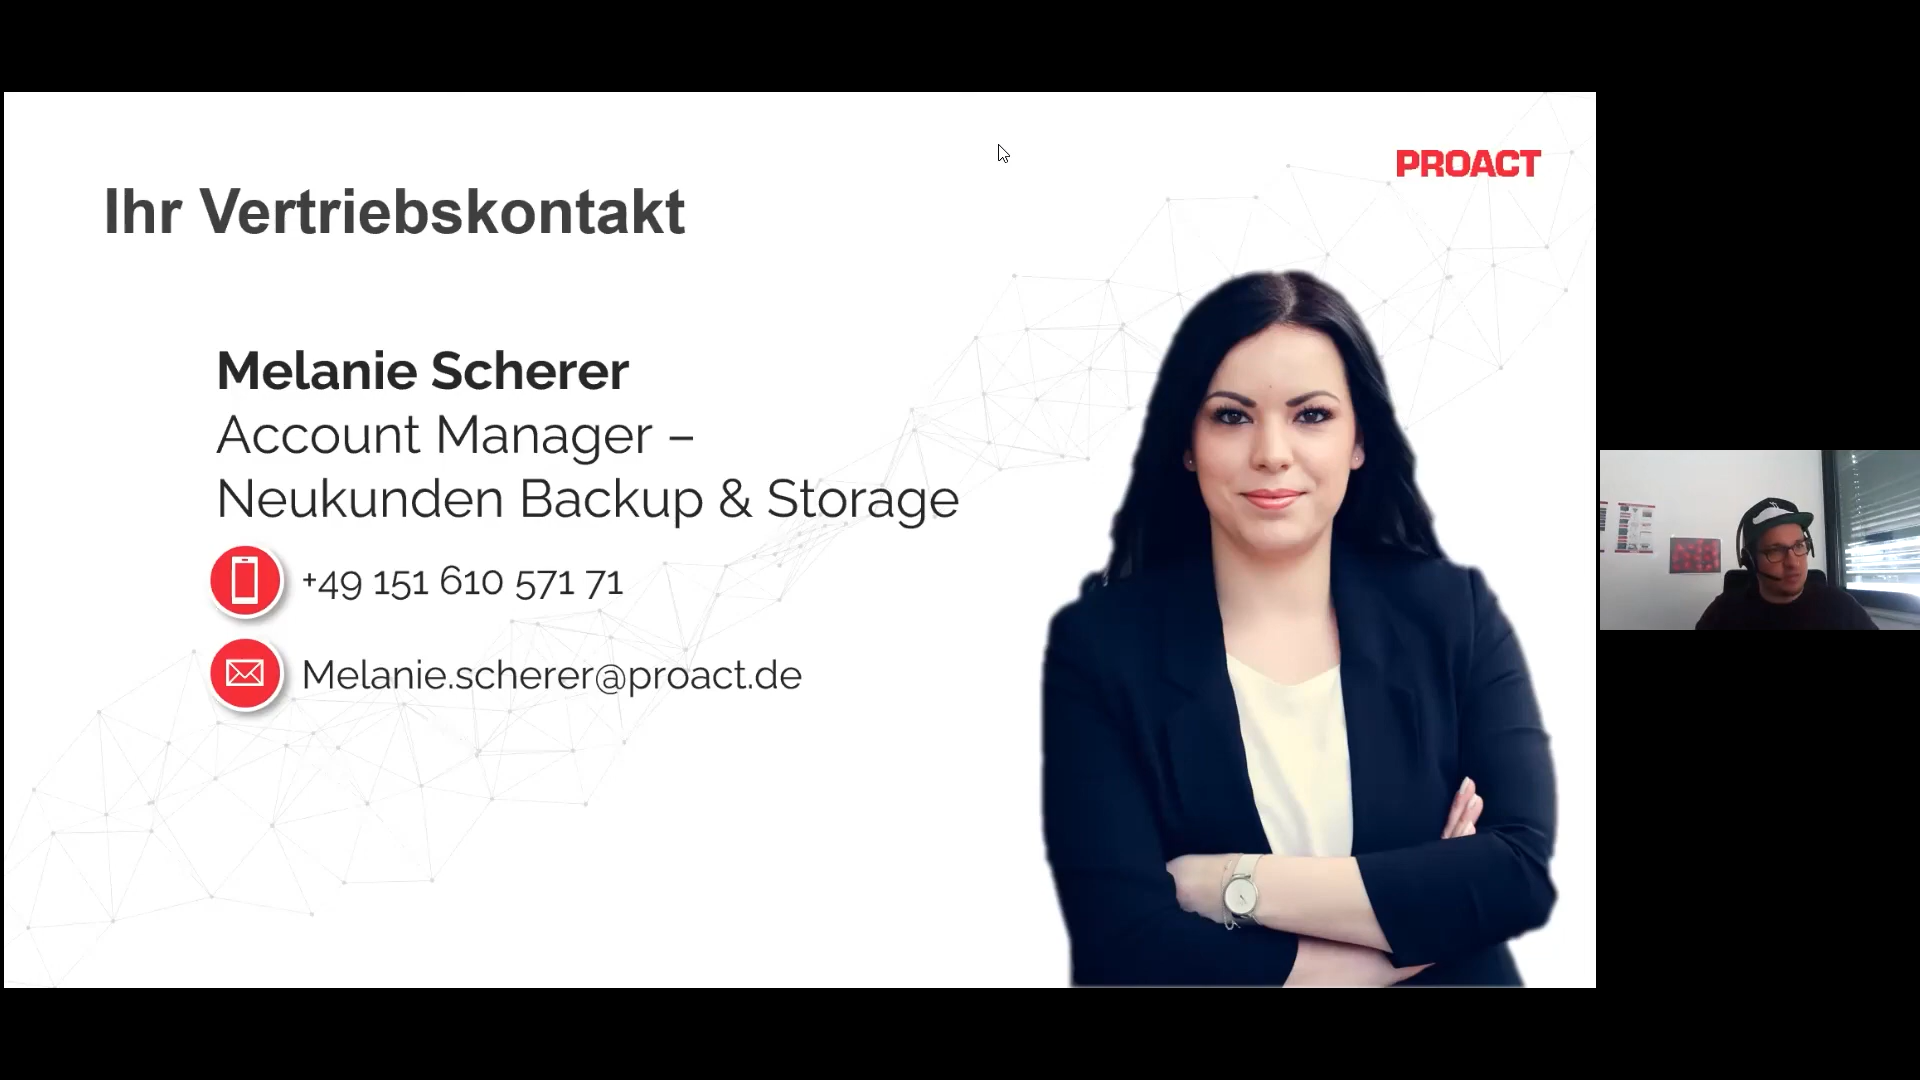 PROACT
Ihr Vertriebskontakt
Melanie Scherer
Account Manager –
Neukunden Backup & Storage
+49 151 610 571 71
Melanie.scherer@proact.de